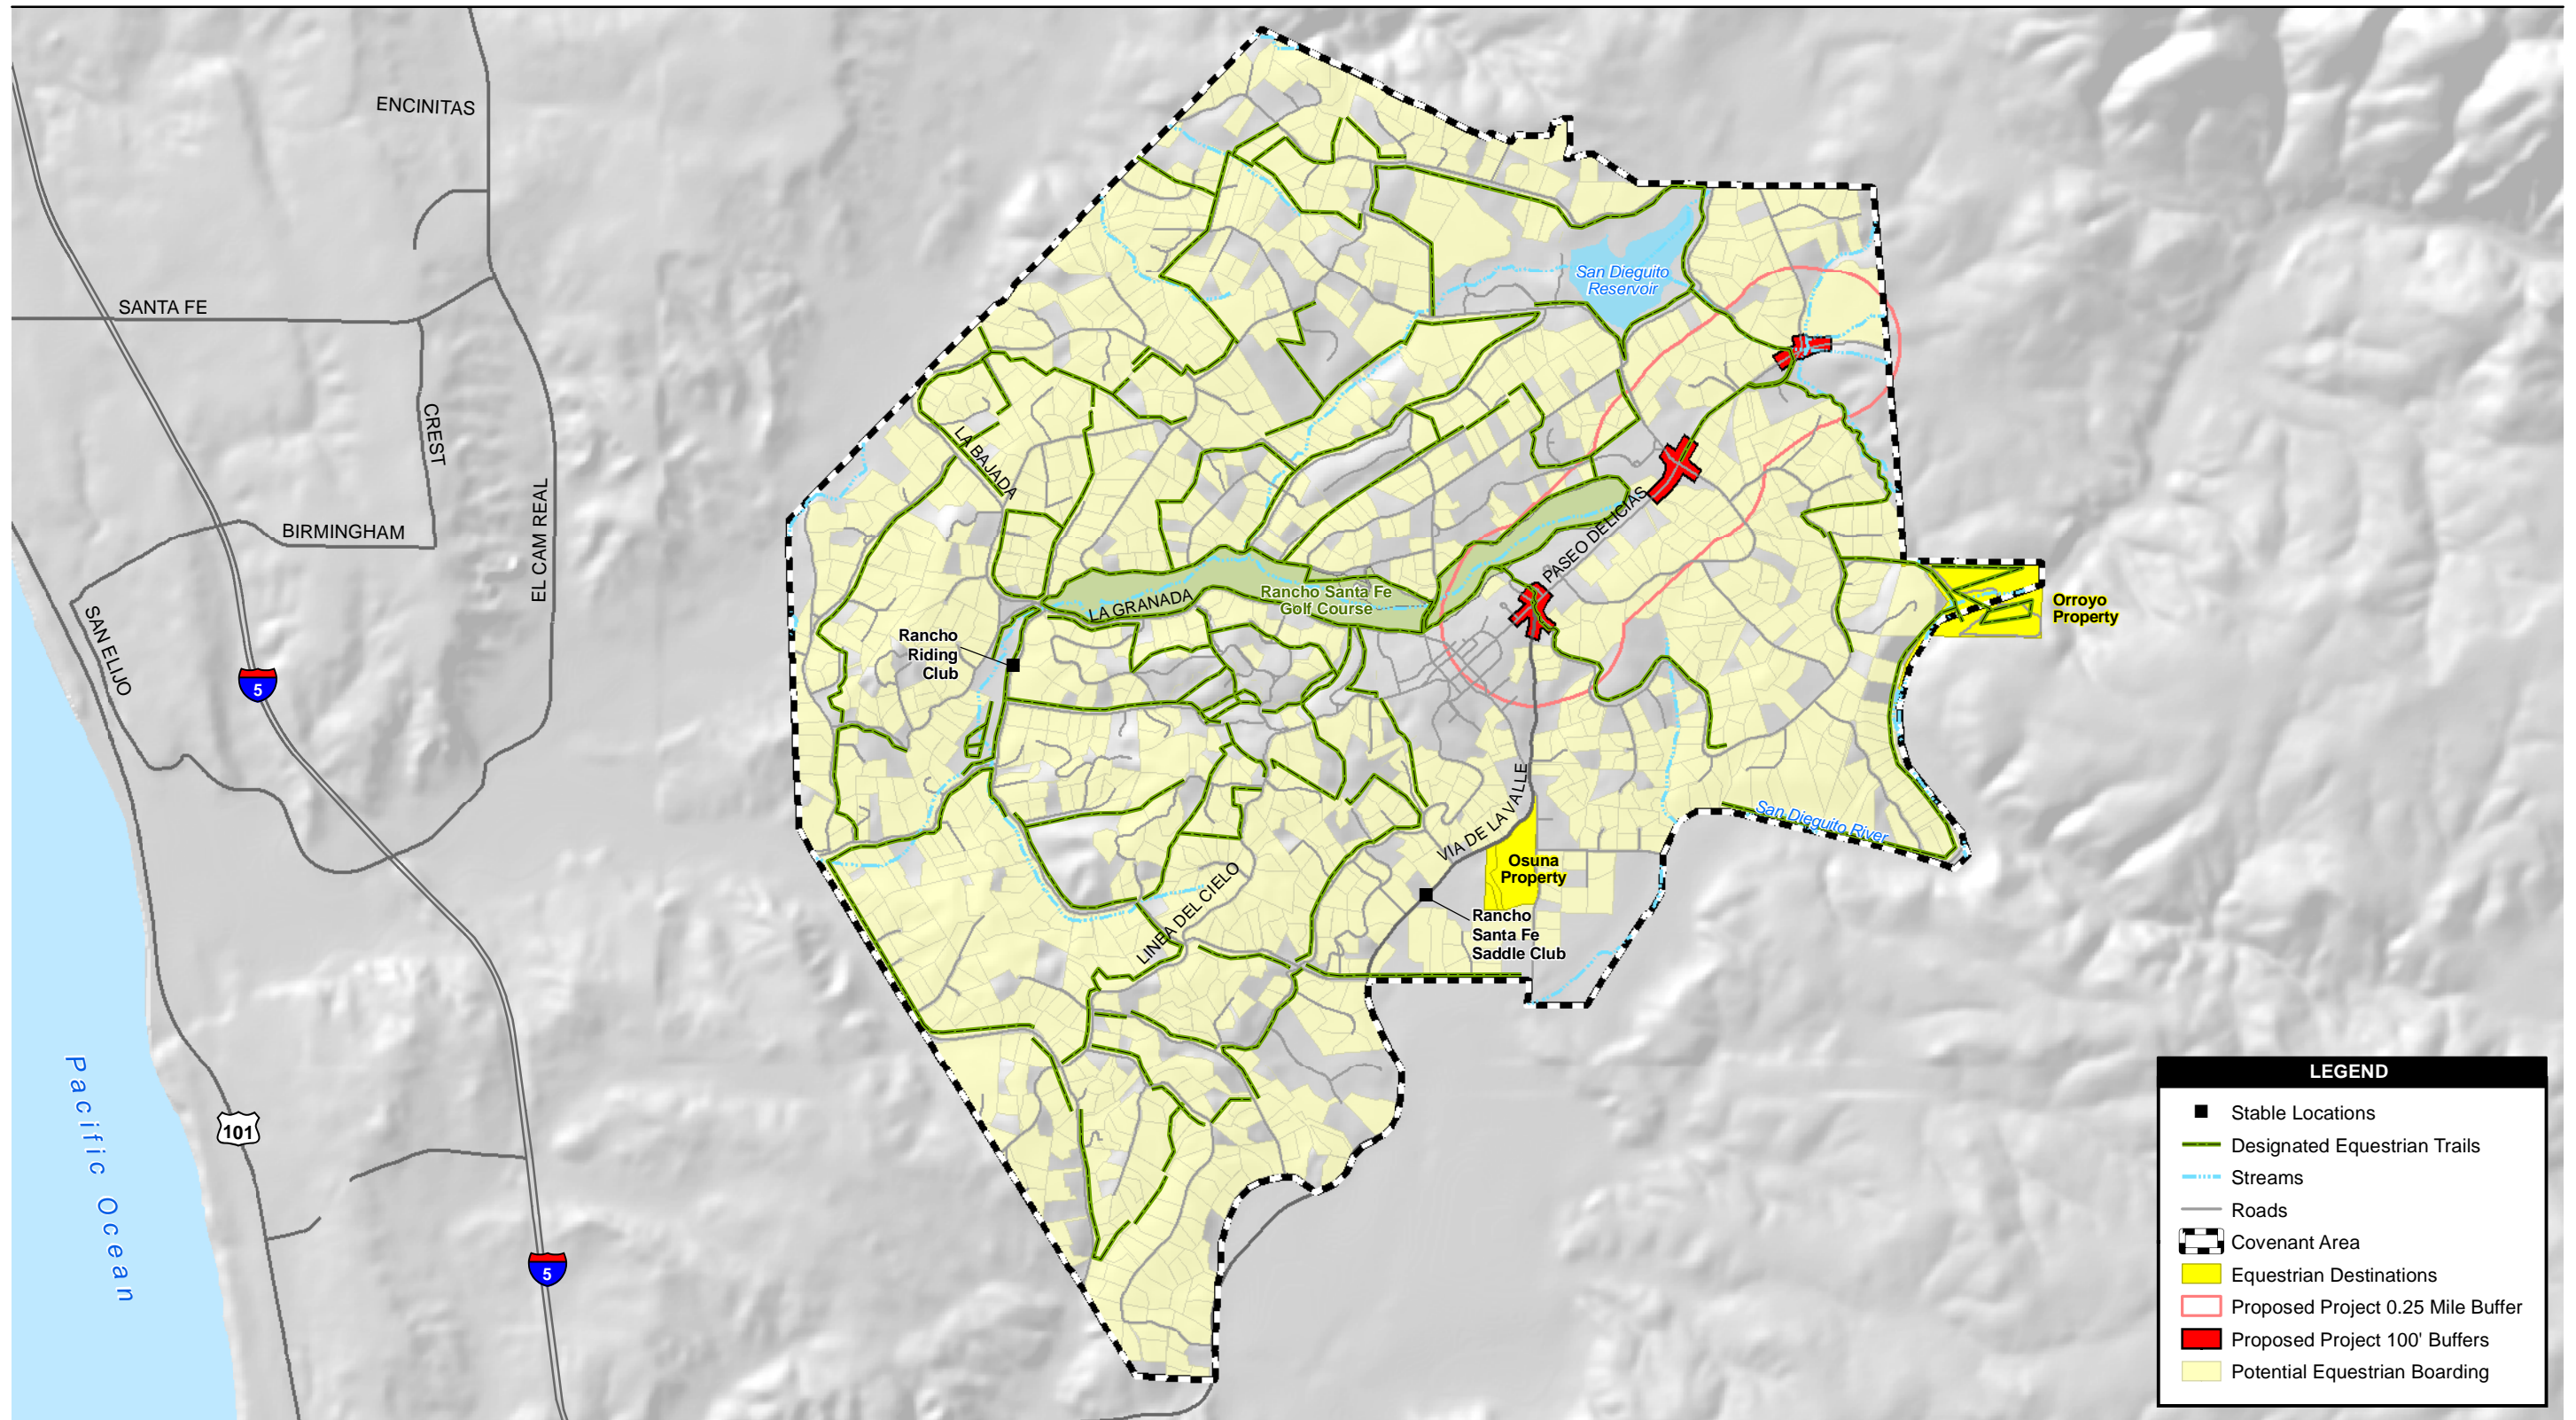 ENCINITAS
SANTA FE
CREST
BIRMINGHAM
EL CAM REAL
SAN ELIJO
5
101
5
Pacific Ocean
San Dieguito
Reservoir
LA BAJADA
PASEO DELICIAS
LA GRANADA
Rancho Santa Fe
Golf Course
Rancho
Riding
Club
Orroyo
Property
VIA DE LA VALLE
San Dieguito River
Osuna
Property
LINEA DEL CIELO
Rancho
Santa Fe
Saddle Club
LEGEND
Stable Locations
Designated Equestrian Trails
Streams
Roads
Covenant Area
Equestrian Destinations
Proposed Project 0.25 Mile Buffer
Proposed Project 100' Buffers
Potential Equestrian Boarding